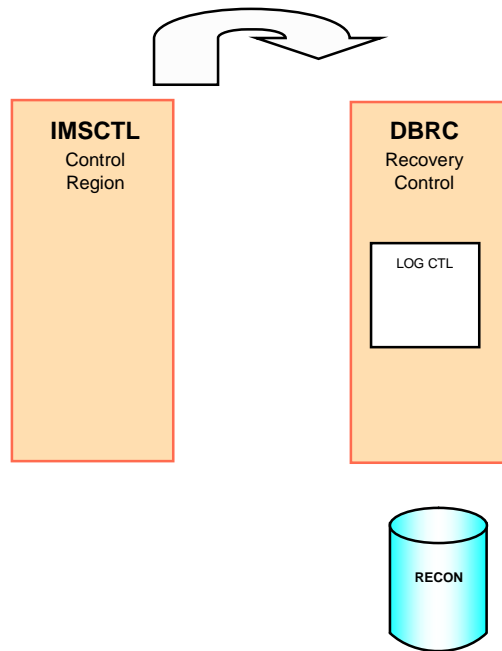 IMSCTL
Control
Region
DBRC
Recovery
Control
LOG CTL
RECON